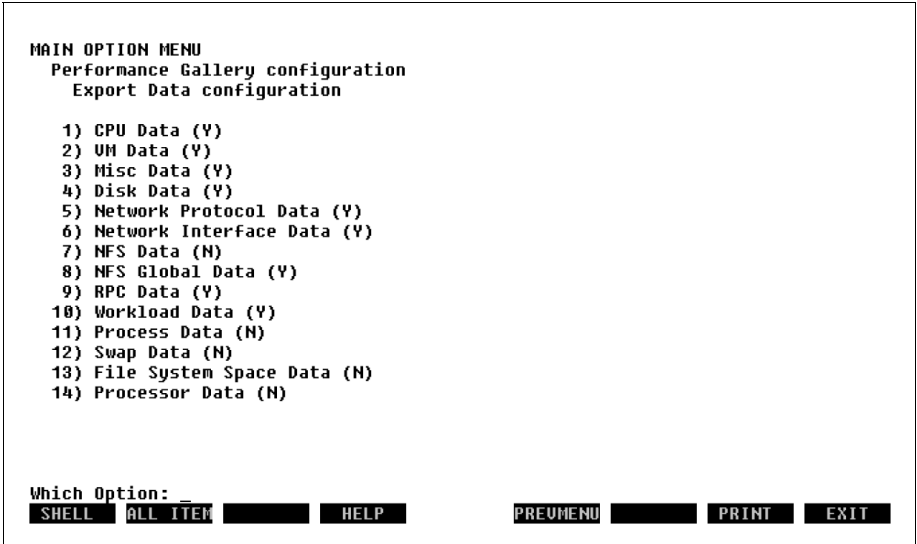 MAIN OPTION MENU
Performance Gallery configuration
Export Data configuration
1) CPU Data (Y)
2) VM Data (Y)
3) Misc Data (Y)
4) Disk Data (Y)
5) Network Protocol Data (Y)
6) Network Interface Data (Y)
7) NFS Data (N)
8) NFS Global Data (Y)
9) RPC Data (Y)
10) Workload Data (Y)
11) Process Data (N)
12) Swap Data (N)
13) File System Space Data (N)
14) Processor Data (N)
Which Option: _
SHELL ALL ITEM HELP PREVMENU PRINT EXIT